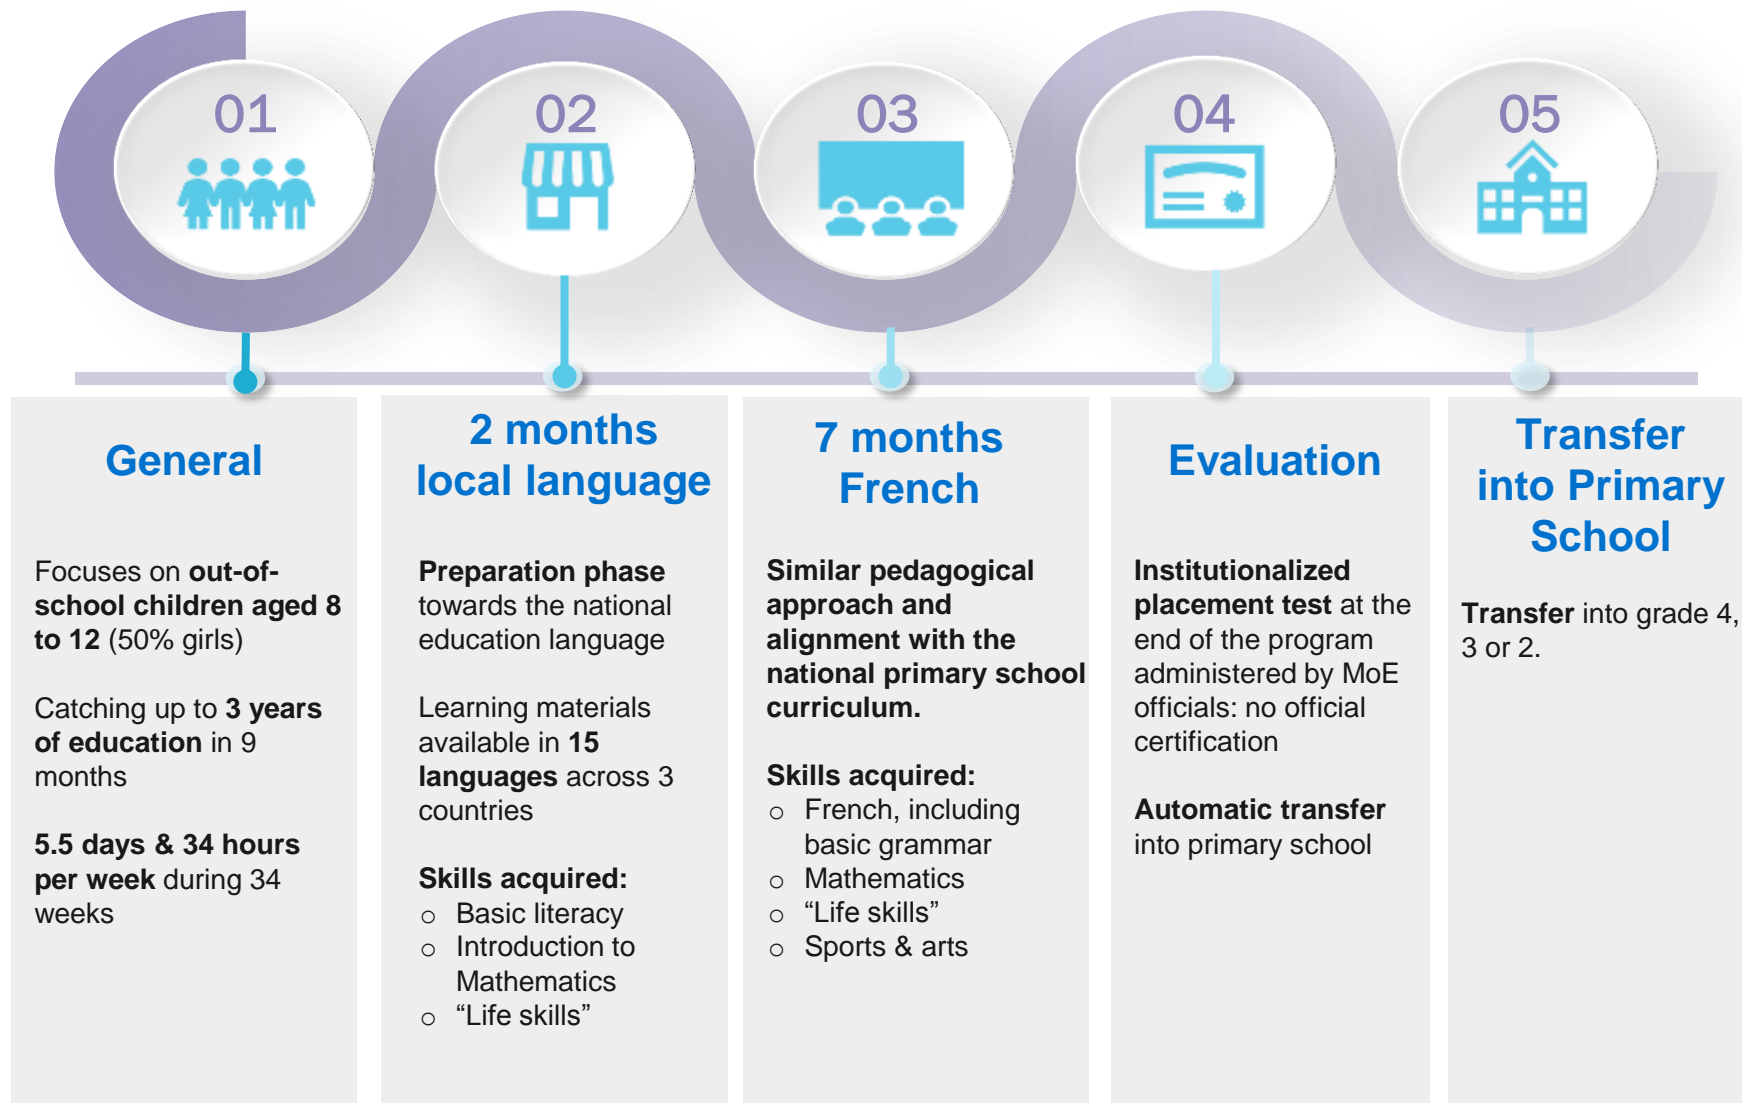 01
02
03
04
05
General
Focuses on out-of-
school children aged 8
to 12 (50% girls)
Catching up to 3 years
of education in 9
months
5.5 days & 34 hours
per week during 34
weeks
2 months
local language
Preparation phase
towards the national
education language
Learning materials
available in 15
languages across 3
countries
Skills acquired:
○ Basic literacy
○ Introduction to
Mathematics
○ “Life skills”
7 months
French
Similar pedagogical
approach and
alignment with the
national primary school
curriculum.
Skills acquired:
○ French, including
basic grammar
○ Mathematics
○ “Life skills”
○ Sports & arts
Evaluation
Institutionalized
placement test at the
end of the program
administered by MoE
officials: no official
certification
Automatic transfer
into primary school
Transfer
into Primary
School
Transfer into grade 4,
3 or 2.